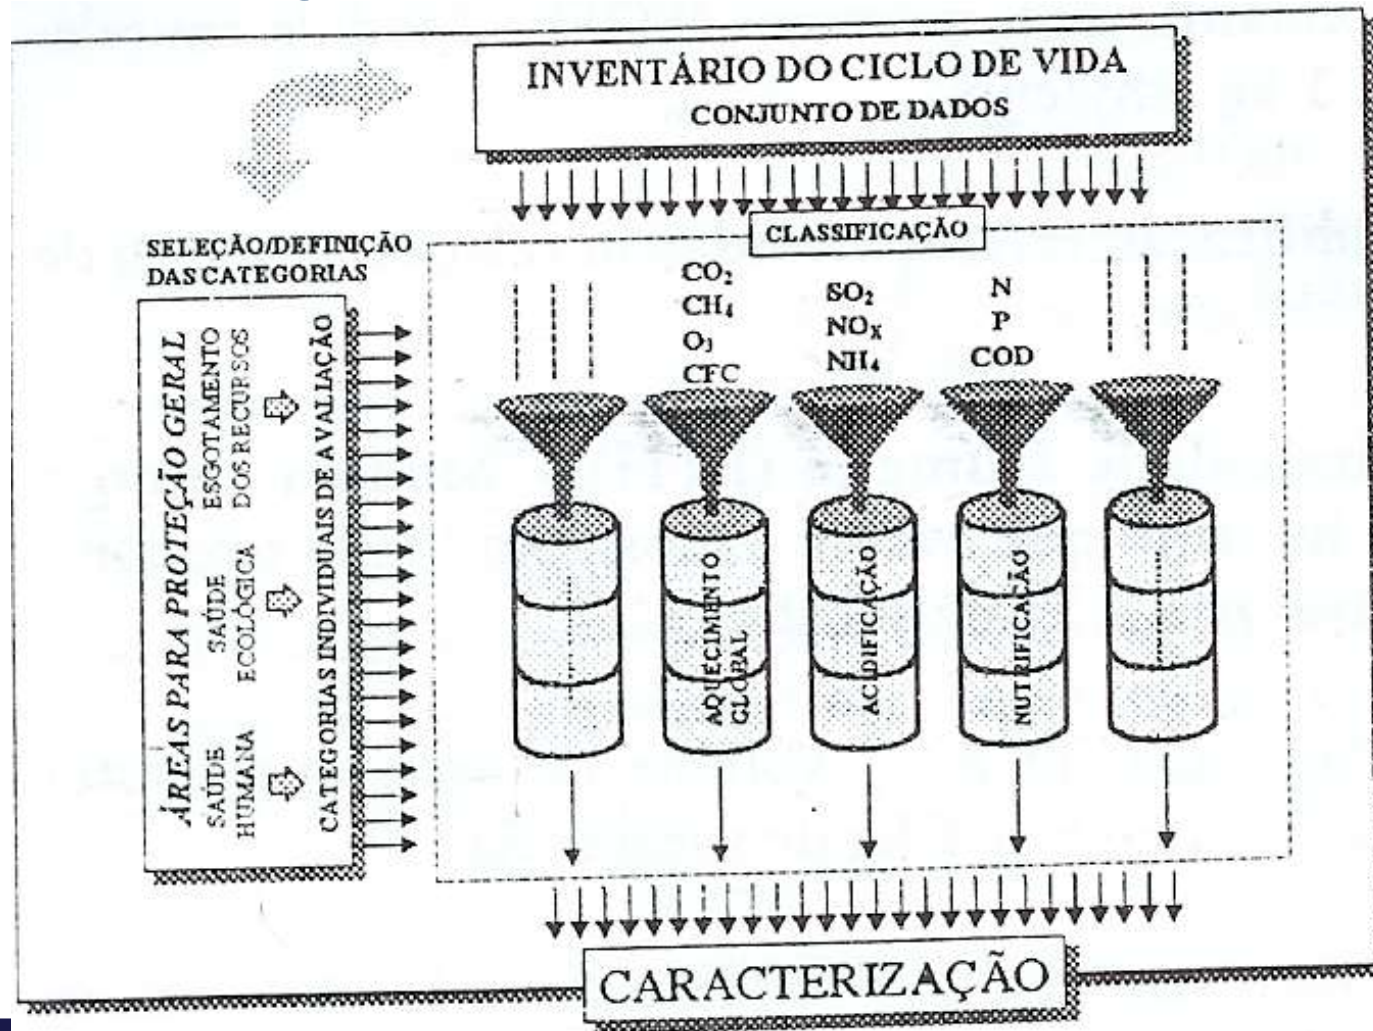 INVENTÁRIO DO CICLO DE VIDA
CONJUNTO DE DADOS
CLASSIFICAÇÃO
SELEÇÃO/DEFINIÇÃO
DAS CATEGORIAS
ÁREAS PARA PROTEÇÃO GERAL
SAÚDE
HUMANA
SAÚDE
ECOLÓGICA
ESGOTAMENTO
DOS RECURSOS
CATEGORIAS INDIVIDUAIS DE AVALIAÇÃO
CO₂
CH₄
O₃
CFC
SO₂
NOₓ
NH₄
N
P
COD
AQUECIMENTO
GLOBAL
ACIDIFICAÇÃO
NUTRIFICAÇÃO
CARACTERIZAÇÃO